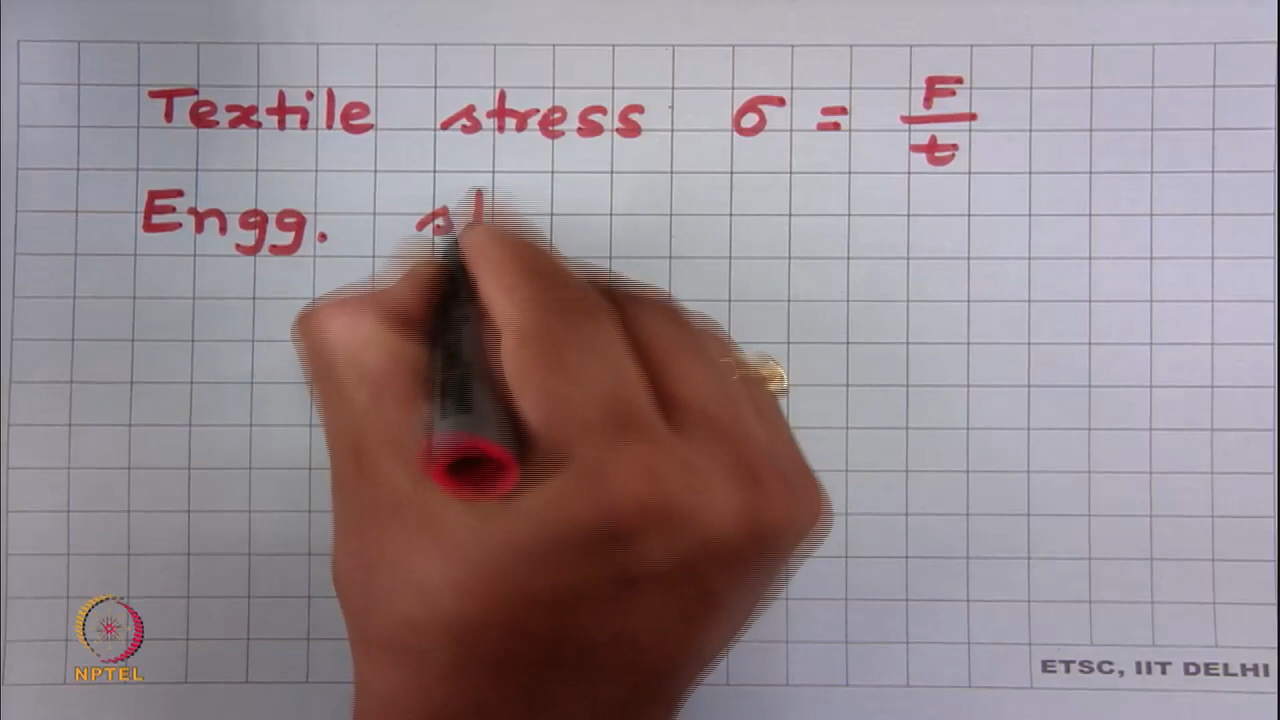 Textile stress σ = F/t
Engg.
NPTEL
ETSC, IIT DELHI